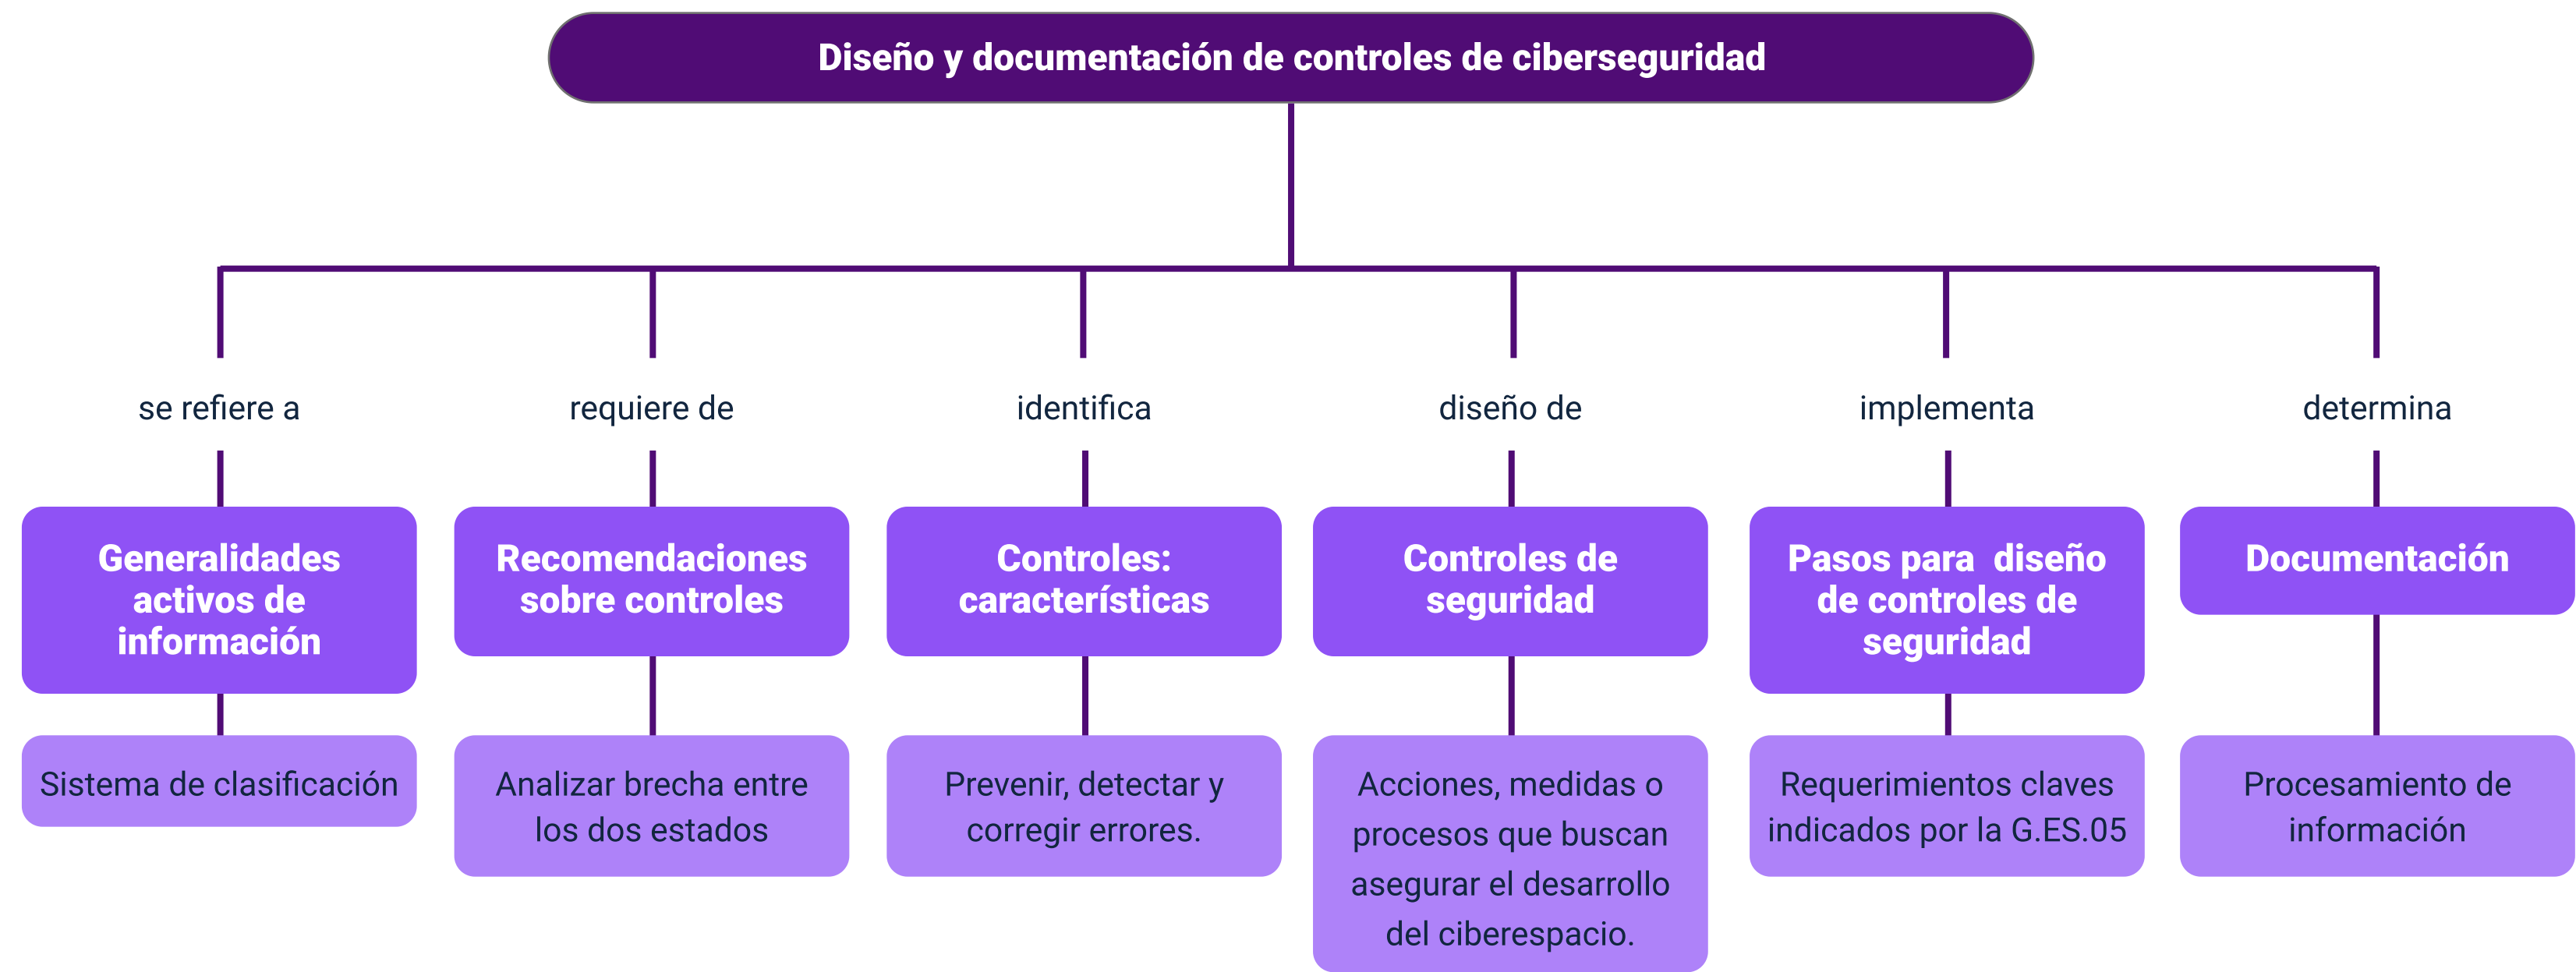 Diseño y documentación de controles de ciberseguridad
se refiere a
requiere de
identifica
diseño de
implementa
determina
Generalidades
activos de
información
Recomendaciones
sobre controles
Controles:
características
Controles de
seguridad
Pasos para  diseño
de controles de
seguridad
Documentación
Sistema de clasificación
Analizar brecha entre
los dos estados
Prevenir, detectar y
corregir errores.
Acciones, medidas o
procesos que buscan
asegurar el desarrollo
del ciberespacio.
Requerimientos claves
indicados por la G.ES.05
Procesamiento de
información